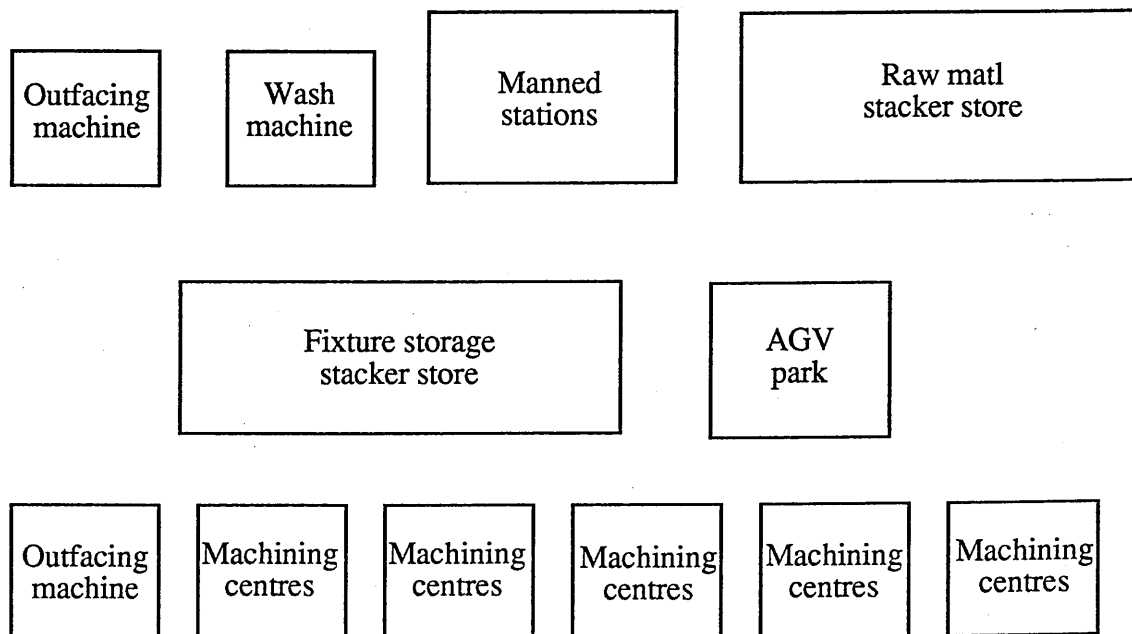 Outfacing
machine
Wash
machine
Manned
stations
Raw matl
stacker store
Fixture storage
stacker store
AGV
park
Outfacing
machine
Machining
centres
Machining
centres
Machining
centres
Machining
centres
Machining
centres